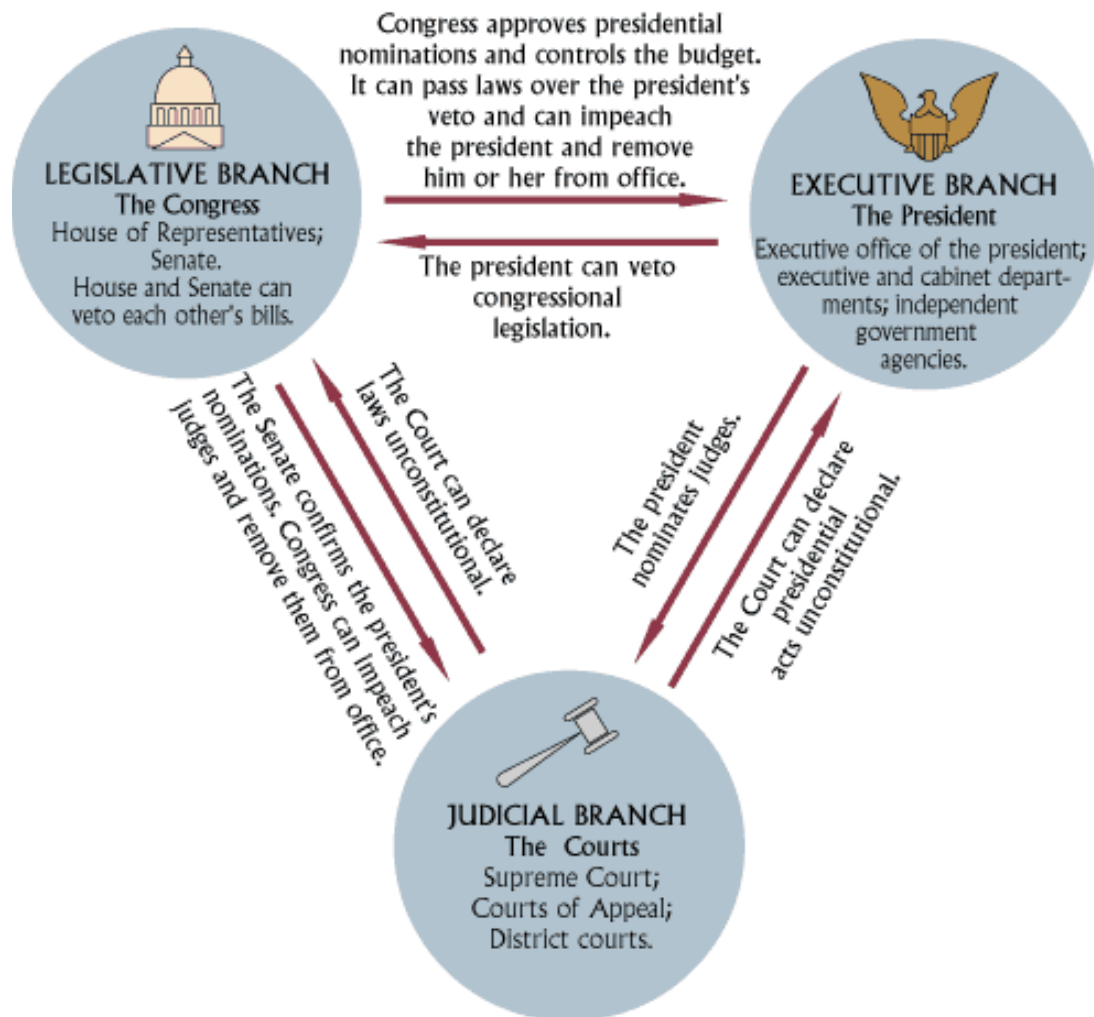 Congress approves presidential
nominations and controls the budget.
It can pass laws over the president's
veto and can impeach
the president and remove
him or her from office.
LEGISLATIVE BRANCH
The Congress
House of Representatives;
Senate.
House and Senate can
veto each other's bills.
EXECUTIVE BRANCH
The President
Executive office of the president;
executive and cabinet depart-
ments; independent
government
agencies.
The president can veto
congressional
legislation.
The Senate confirms the president's
nominations. Congress can impeach
judges and remove them from office.
The Court can declare
laws unconstitutional.
The president
nominates judges.
The Court can declare
presidential
acts unconstitutional.
JUDICIAL BRANCH
The Courts
Supreme Court;
Courts of Appeal;
District courts.